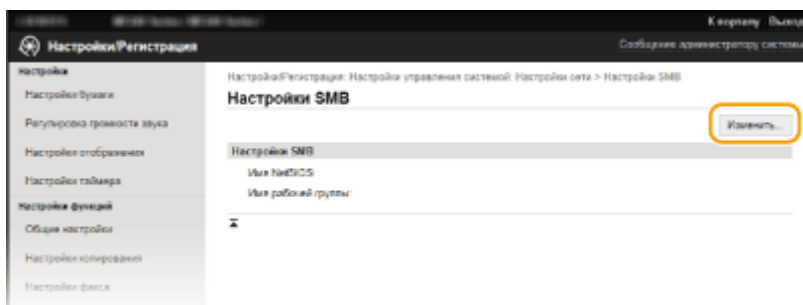 К порталу Выход
Настройки/Регистрация
Сообщение администратору системы
Настройки
Настройки бумаги
Регулировка громкости звука
Настройки отображения
Настройки таймера
Настройки функций
Общие настройки
Настройки копирования
Настройки факса
Настройки/Регистрация: Настройки управления системой: Настройки сети > Настройки SMB
Настройки SMB
Изменить...
Настройки SMB
Имя NetBIOS:
Имя рабочей группы: